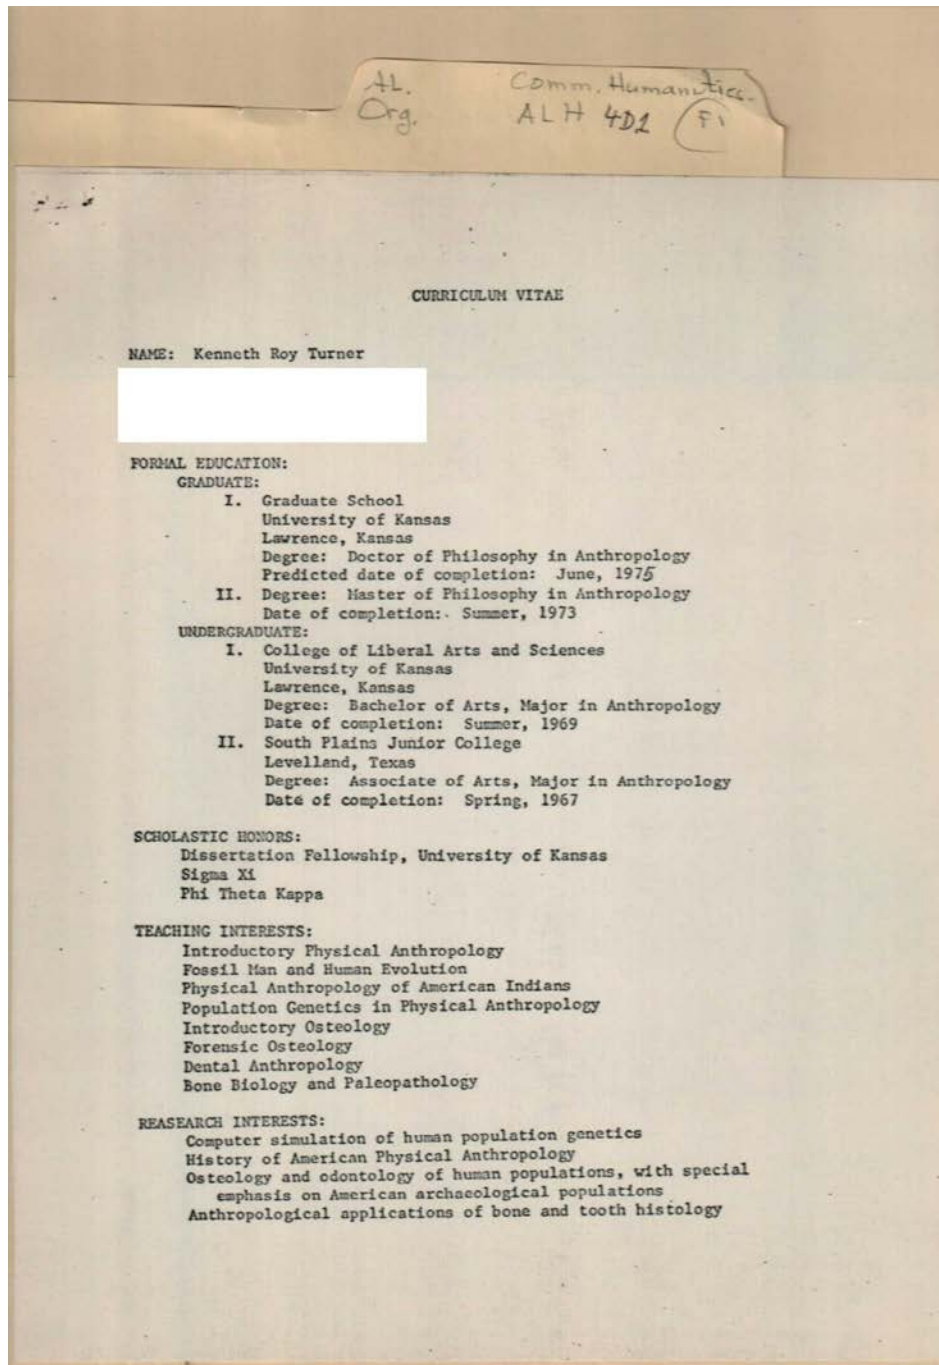 AL. Comm. Humanities.
Org. ALH 4D2 F1
CURRICULUM VITAE
NAME: Kenneth Roy Turner
FORMAL EDUCATION:
GRADUATE:
I. Graduate School
University of Kansas
Lawrence, Kansas
Degree: Doctor of Philosophy in Anthropology
Predicted date of completion: June, 1975
II. Degree: Master of Philosophy in Anthropology
Date of completion: Summer, 1973
UNDERGRADUATE:
I. College of Liberal Arts and Sciences
University of Kansas
Lawrence, Kansas
Degree: Bachelor of Arts, Major in Anthropology
Date of completion: Summer, 1969
II. South Plains Junior College
Levelland, Texas
Degree: Associate of Arts, Major in Anthropology
Date of completion: Spring, 1967
SCHOLASTIC HONORS:
Dissertation Fellowship, University of Kansas
Sigma Xi
Phi Theta Kappa
TEACHING INTERESTS:
Introductory Physical Anthropology
Fossil Man and Human Evolution
Physical Anthropology of American Indians
Population Genetics in Physical Anthropology
Introductory Osteology
Forensic Osteology
Dental Anthropology
Bone Biology and Paleopathology
REASEARCH INTERESTS:
Computer simulation of human population genetics
History of American Physical Anthropology
Osteology and odontology of human populations, with special
emphasis on American archaeological populations
Anthropological applications of bone and tooth histology